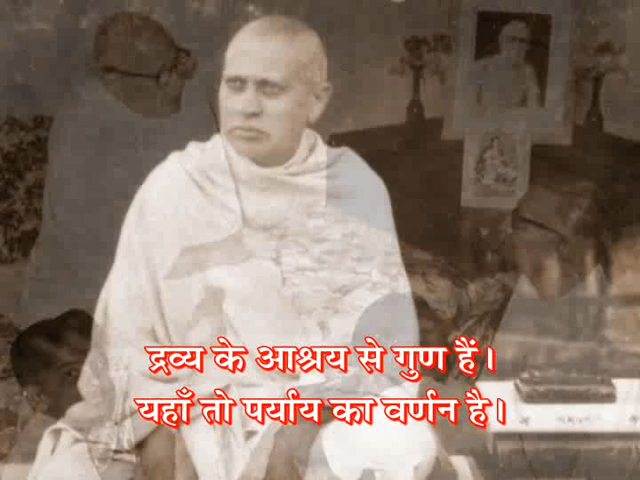 द्रव्य के आश्रय से गुण हैं।
यहाँ तो पर्याय का वर्णन है।